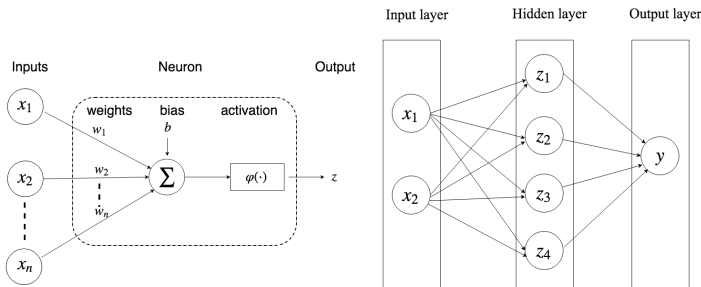 Inputs Neuron Output
weights bias activation
b
x1
w1
x2
w2
Σ
φ(·)
z
wn
xn
Input layer Hidden layer Output layer
z1
x1
z2
y
x2
z3
z4